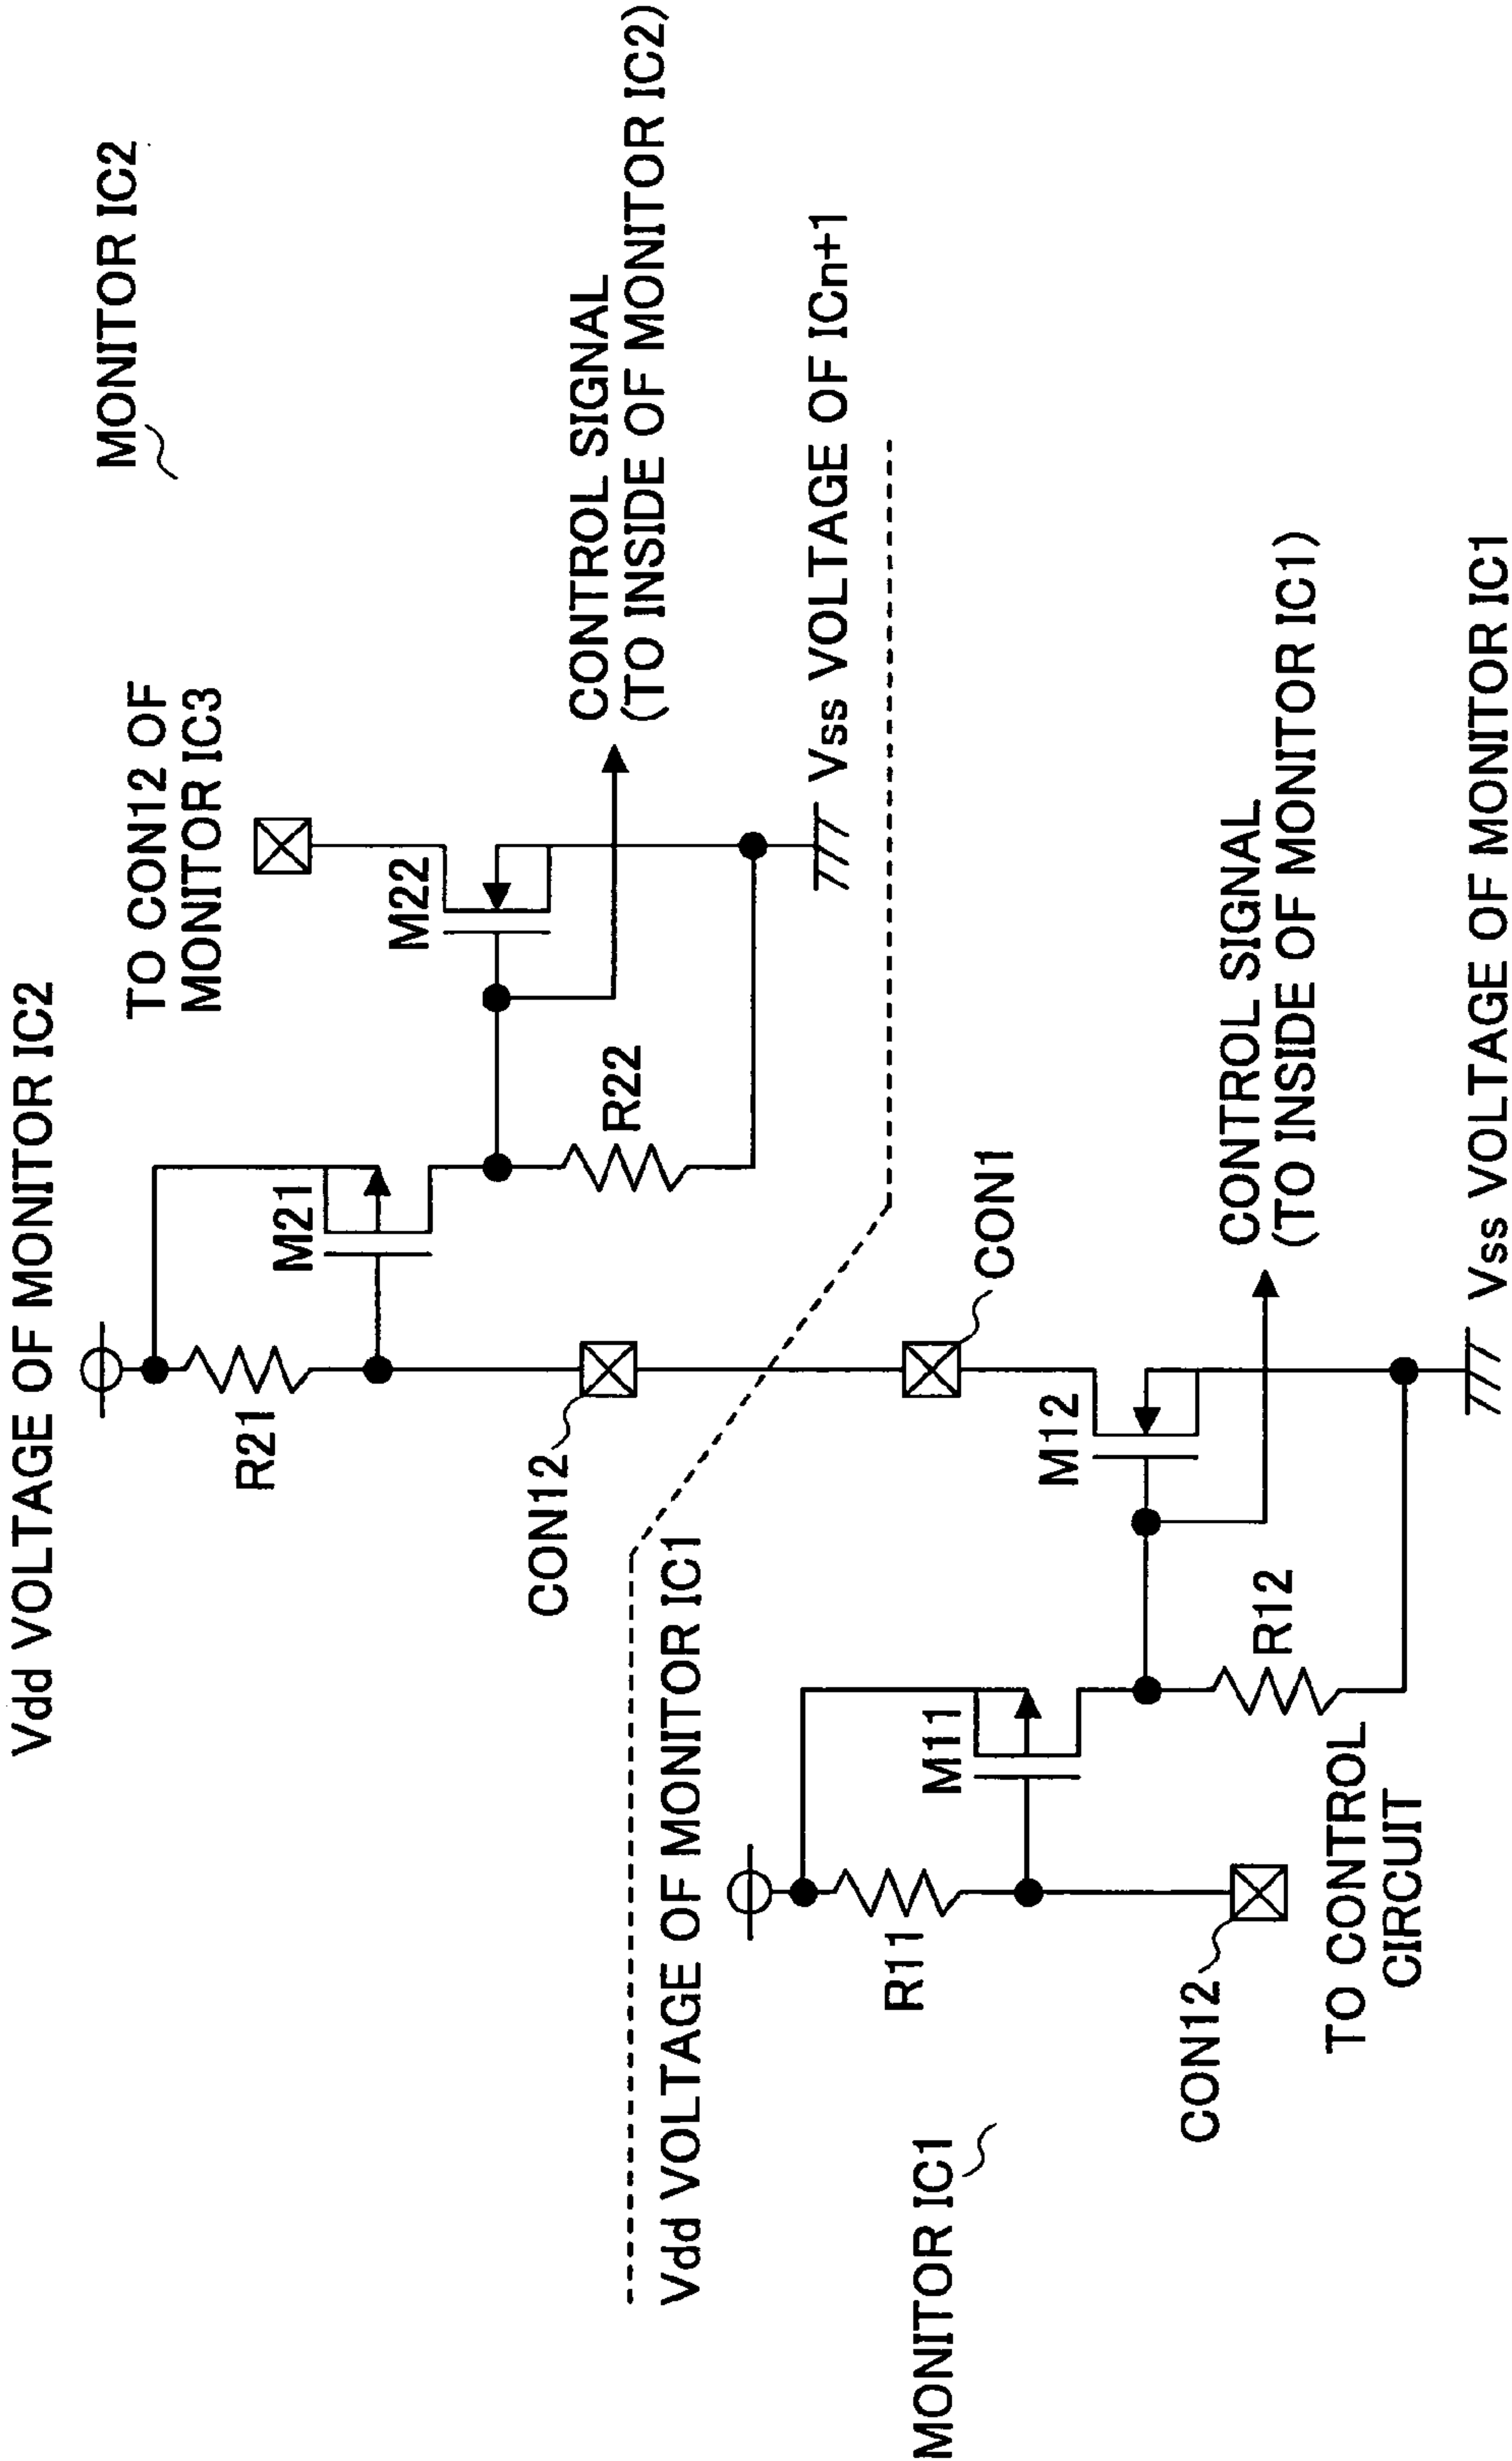 Vdd VOLTAGE OF MONITOR IC2
MONITOR IC2
TO CON12 OF
MONITOR IC3
R21
M21
M22
CON12
R22
CONTROL SIGNAL
(TO INSIDE OF MONITOR IC2)
Vss VOLTAGE OF ICn+1
Vdd VOLTAGE OF MONITOR IC1
MONITOR IC1
R11
M11
CON1
M12
CON12
R12
CONTROL SIGNAL
(TO INSIDE OF MONITOR IC1)
TO CONTROL
CIRCUIT
Vss VOLTAGE OF MONITOR IC1